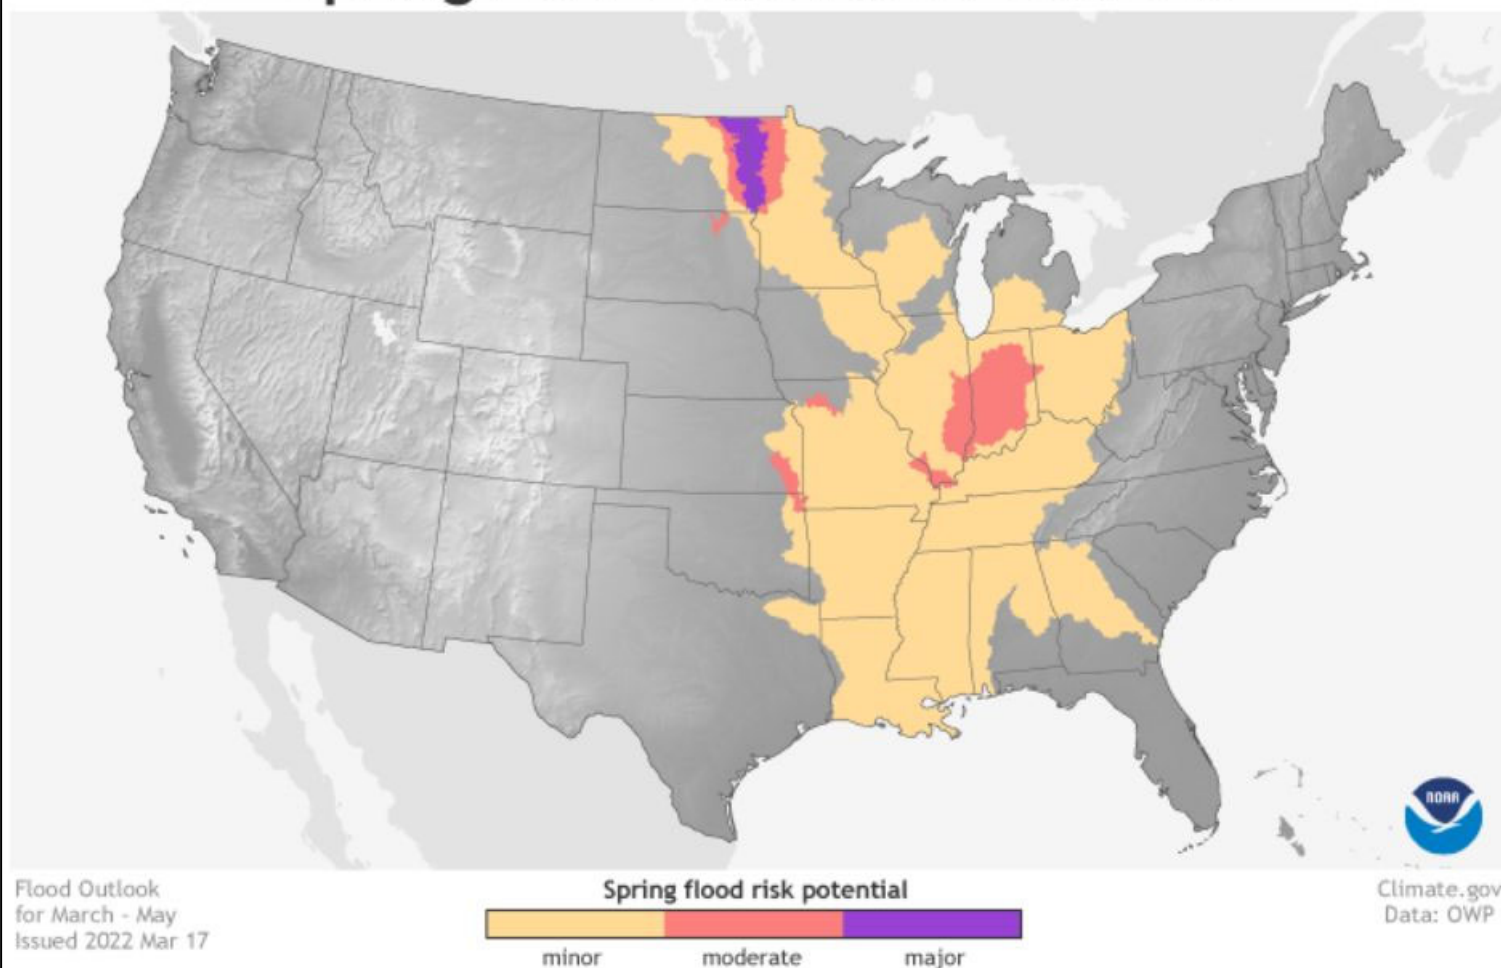 Flood Outlook
for March - May
Issued 2022 Mar 17
Spring flood risk potential
minor moderate major
NOAA
Climate.gov
Data: OWP